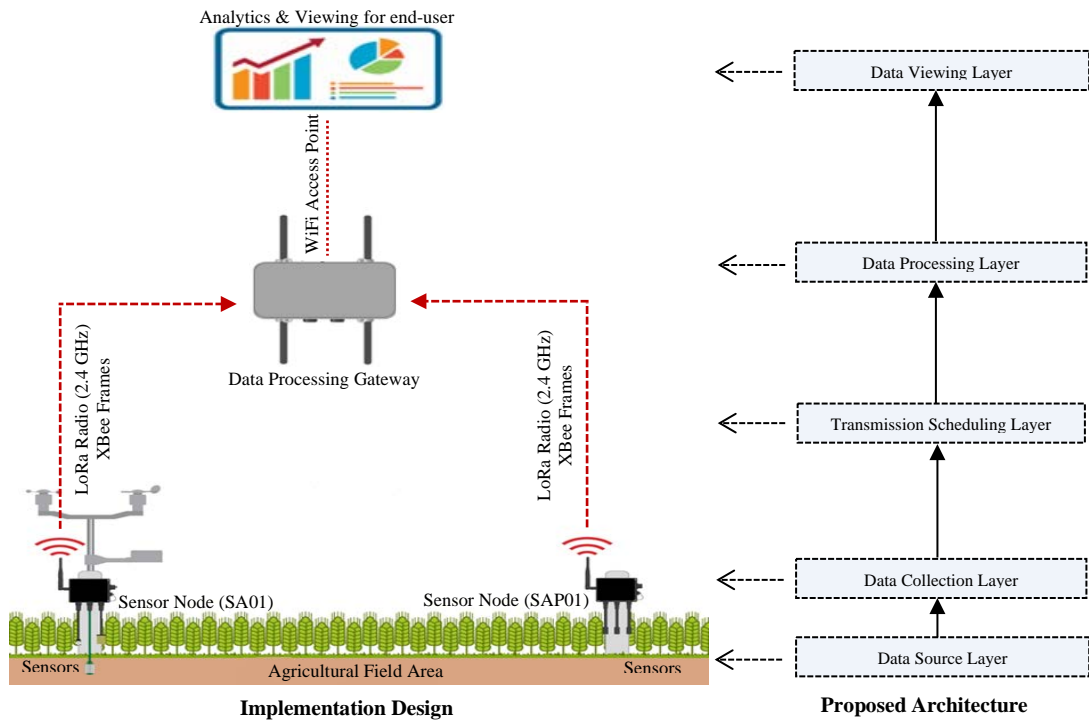 Analytics & Viewing for end-user
Data Viewing Layer
WiFi Access Point
Data Processing Layer
Data Processing Gateway
LoRa Radio (2.4 GHz)
XBee Frames
LoRa Radio (2.4 GHz)
XBee Frames
Transmission Scheduling Layer
Data Collection Layer
Sensor Node (SA01)
Sensor Node (SAP01)
Sensors
Agricultural Field Area
Sensors
Data Source Layer
Implementation Design
Proposed Architecture